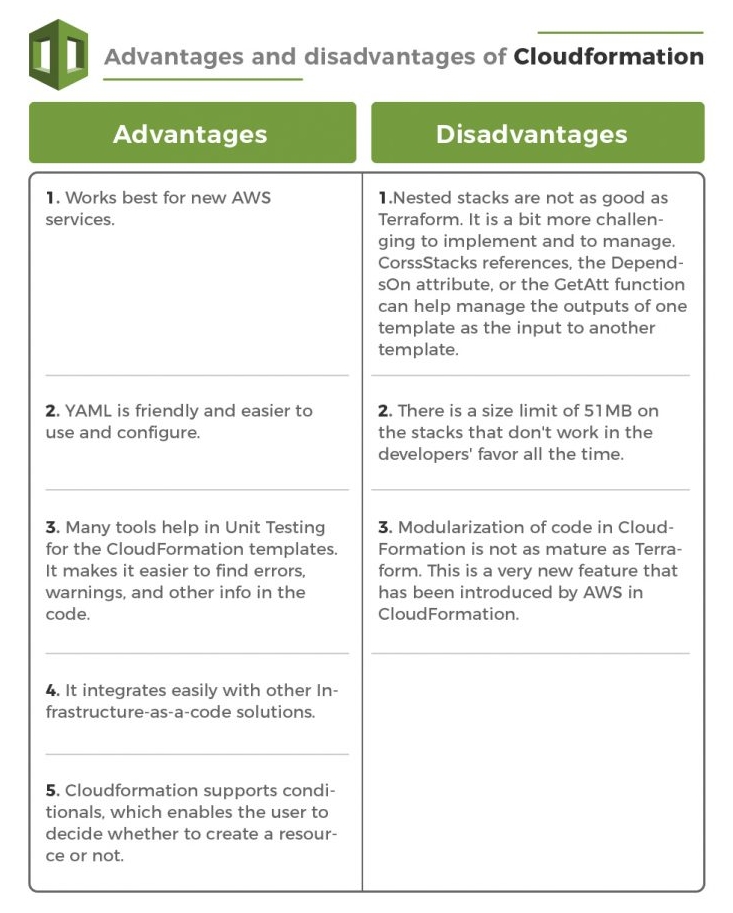 Advantages and disadvantages of Cloudformation
Advantages
1. Works best for new AWS
services.
2. YAML is friendly and easier to
use and configure.
3. Many tools help in Unit Testing
for the CloudFormation templates.
It makes it easier to find errors,
warnings, and other info in the
code.
4. It integrates easily with other In-
frastructure-as-a-code solutions.
5. Cloudformation supports condi-
tionals, which enables the user to
decide whether to create a resour-
ce or not.
Disadvantages
1.Nested stacks are not as good as
Terraform. It is a bit more challen-
ging to implement and to manage.
CorssStacks references, the Depend-
sOn attribute, or the GetAtt function
can help manage the outputs of one
template as the input to another
template.
2. There is a size limit of 51MB on
the stacks that don't work in the
developers' favor all the time.
3. Modularization of code in Cloud-
Formation is not as mature as Terra-
form. This is a very new feature that
has been introduced by AWS in
CloudFormation.